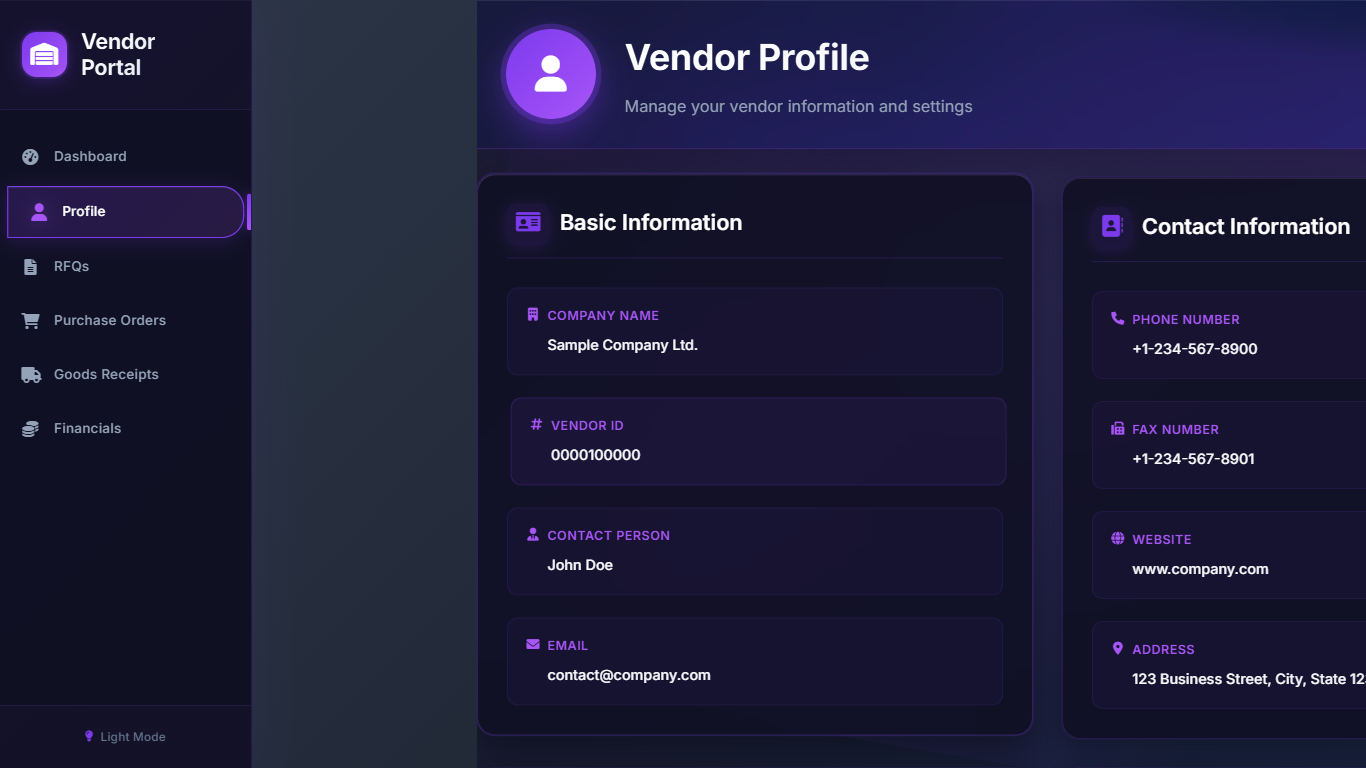 Vendor
Portal
Dashboard
Profile
RFQs
Purchase Orders
Goods Receipts
Financials
Light Mode
Vendor Profile
Manage your vendor information and settings
Basic Information
COMPANY NAME
Sample Company Ltd.
VENDOR ID
0000100000
CONTACT PERSON
John Doe
EMAIL
contact@company.com
Contact Information
PHONE NUMBER
+1-234-567-8900
FAX NUMBER
+1-234-567-8901
WEBSITE
www.company.com
ADDRESS
123 Business Street, City, State